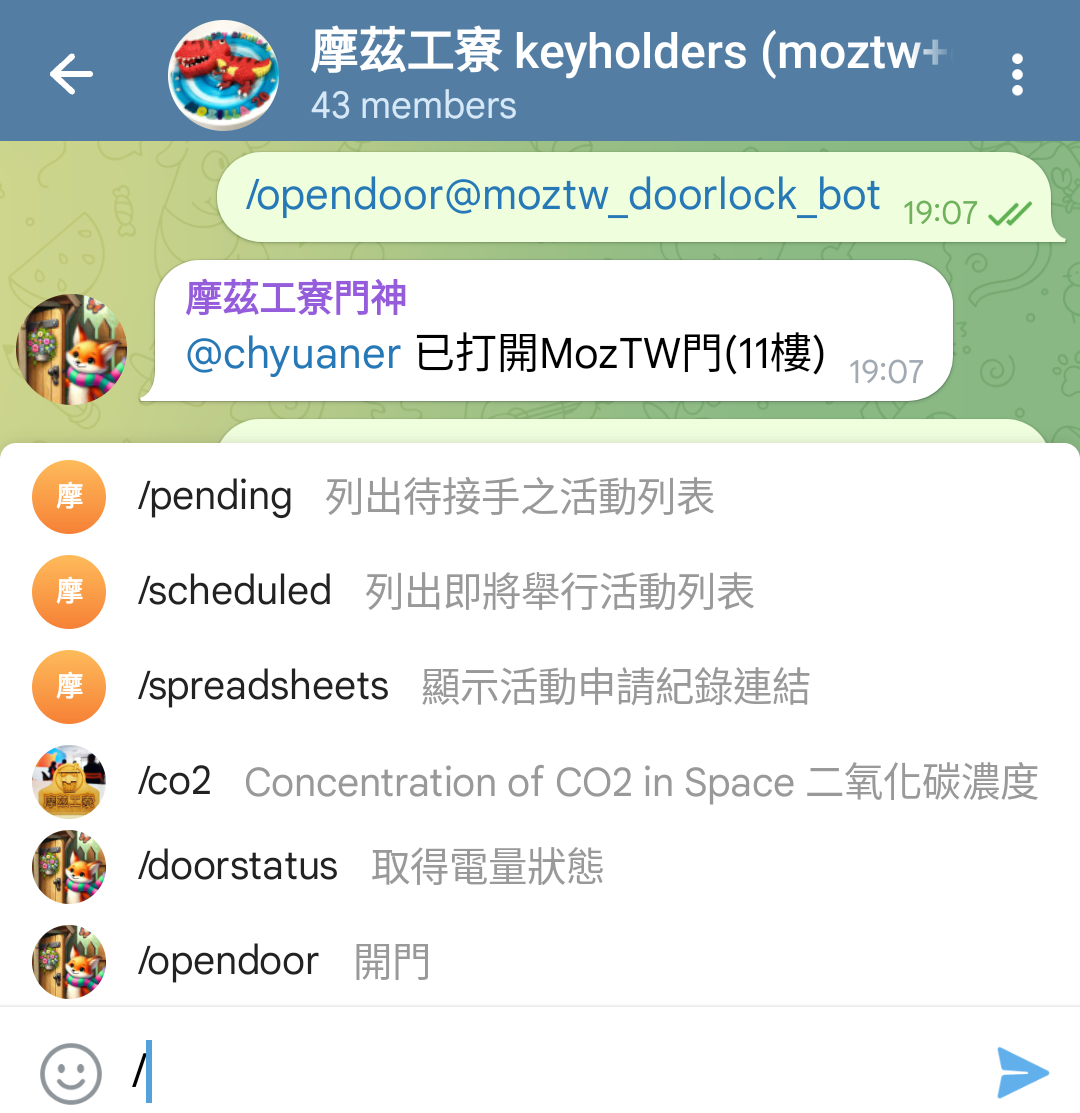 摩茲工寮 keyholders (moztw+
43 members
/opendoor@moztw_doorlock_bot 19:07
摩茲工寮門神
@chyuaner 已打開MozTW門(11樓) 19:07
摩 /pending 列出待接手之活動列表
摩 /scheduled 列出即將舉行活動列表
摩 /spreadsheets 顯示活動申請紀錄連結
摩茲工寮 /co2 Concentration of CO2 in Space 二氧化碳濃度
/doorstatus 取得電量狀態
/opendoor 開門
/